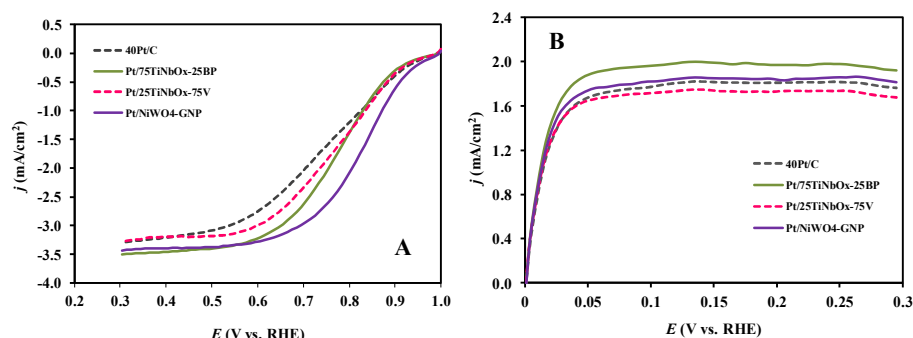 0.5
0.0
-0.5
-1.0
-1.5
-2.0
-2.5
-3.0
-3.5
-4.0
j (mA/cm²)
40Pt/C
Pt/75TiNbOx-25BP
Pt/25TiNbOx-75V
Pt/NiWO4-GNP
A
0.2 0.3 0.4 0.5 0.6 0.7 0.8 0.9 1.0
E (V vs. RHE)
2.4
2.0
1.6
1.2
0.8
0.4
0.0
j (mA/cm²)
B
40Pt/C
Pt/75TiNbOx-25BP
Pt/25TiNbOx-75V
Pt/NiWO4-GNP
0 0.05 0.1 0.15 0.2 0.25 0.3
E (V vs. RHE)